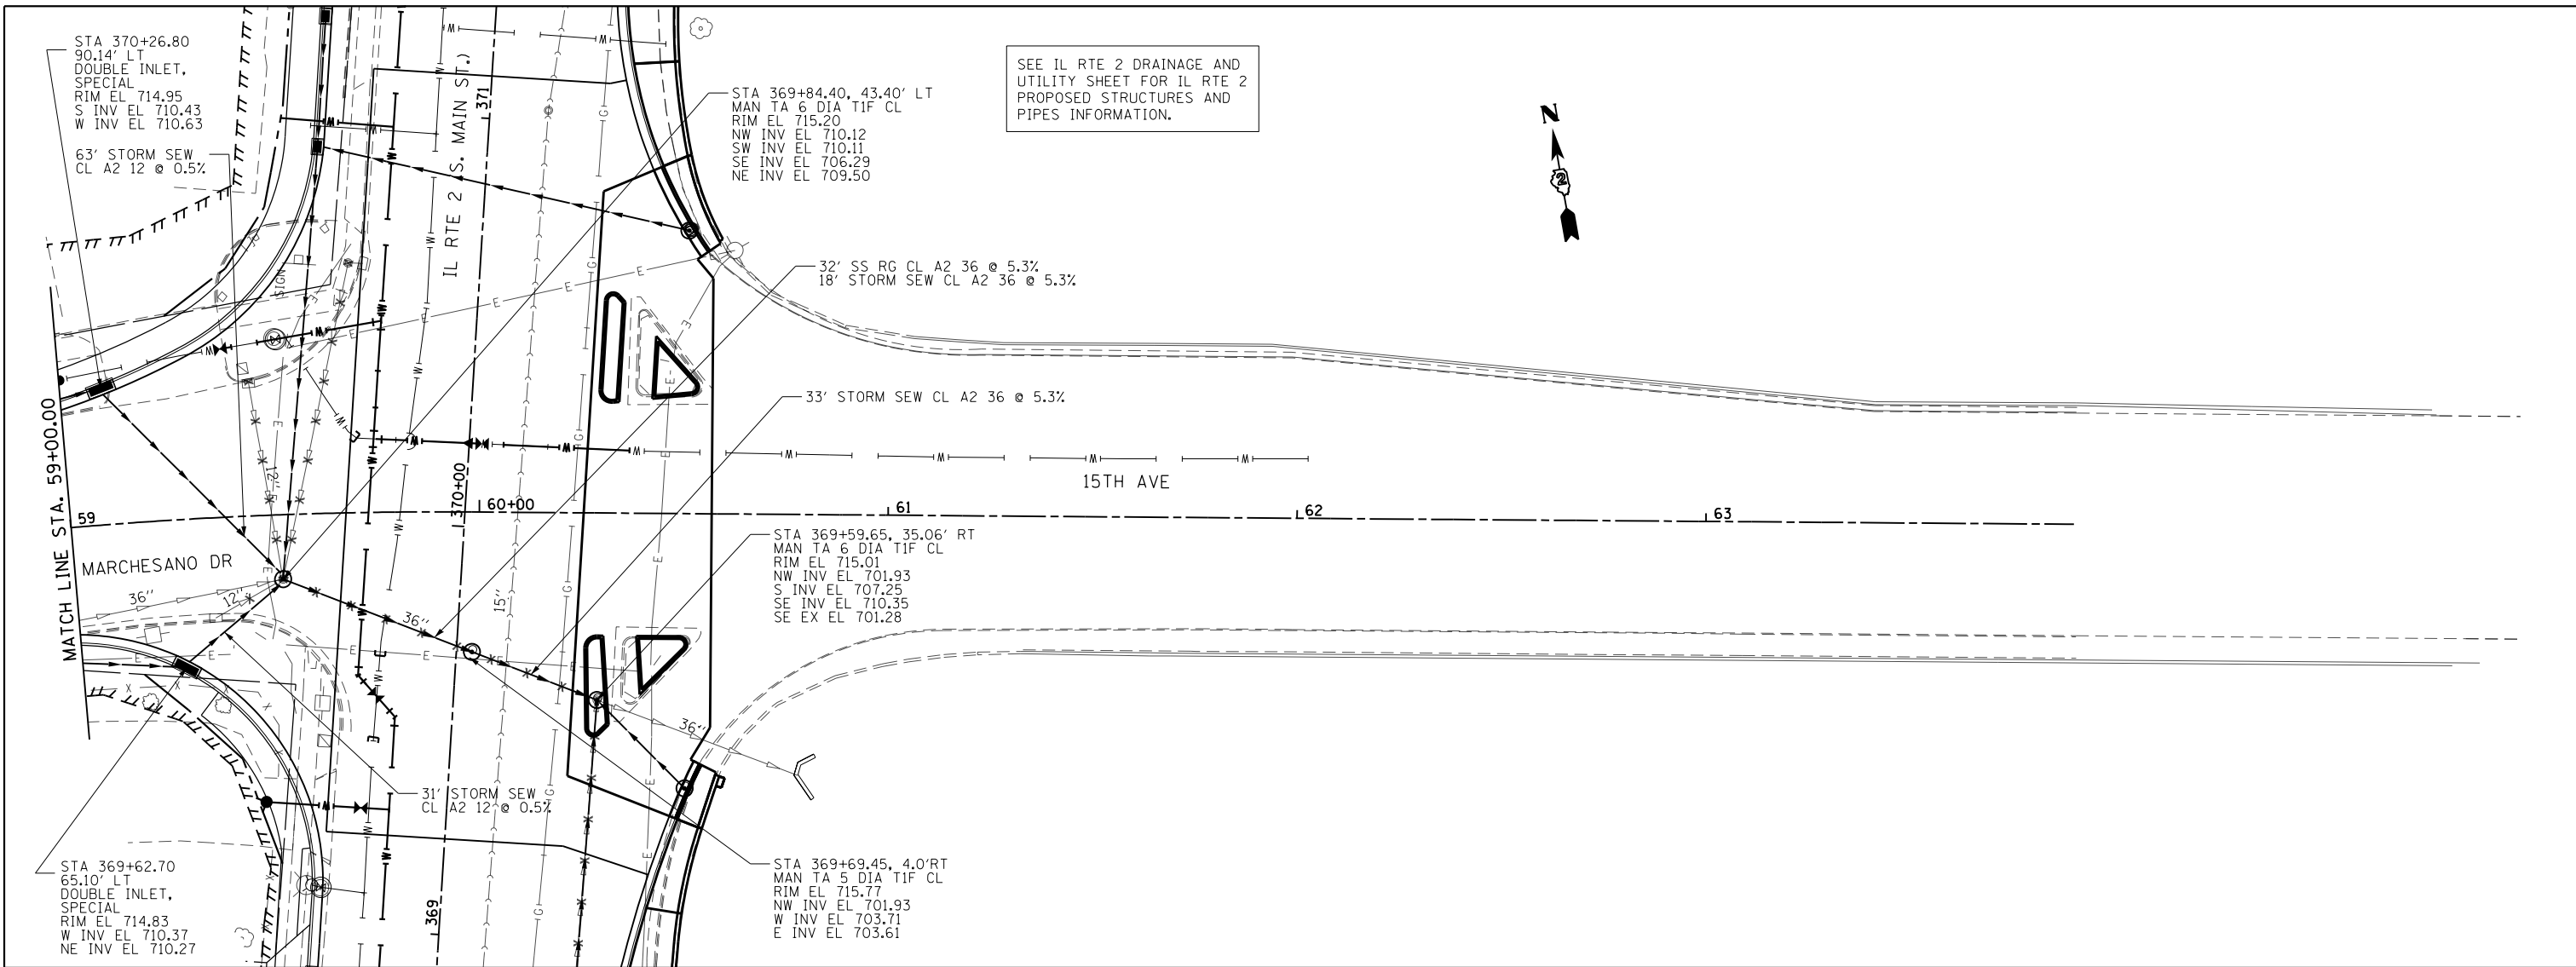 STA 370+26.80
90.14' LT
DOUBLE INLET,
SPECIAL
RIM EL 714.95
S INV EL 710.43
W INV EL 710.63
63' STORM SEW
CL A2 12 @ 0.5%
STA 369+84.40, 43.40' LT
MAN TA 6 DIA T1F CL
RIM EL 715.20
NW INV EL 710.12
SW INV EL 710.11
SE INV EL 706.29
NE INV EL 709.50
SEE IL RTE 2 DRAINAGE AND
UTILITY SHEET FOR IL RTE 2
PROPOSED STRUCTURES AND
PIPES INFORMATION.
N
2
371
IL RTE 2 (S. MAIN ST.)
SIGN
32' SS RG CL A2 36 @ 5.3%
18' STORM SEW CL A2 36 @ 5.3%
33' STORM SEW CL A2 36 @ 5.3%
MATCH LINE STA. 59+00.00
12"
15TH AVE
59
370+00
60+00
61
62
63
MARCHESANO DR
36"
12"
36"
15"
STA 369+59.65, 35.06' RT
MAN TA 6 DIA T1F CL
RIM EL 715.01
NW INV EL 701.93
S INV EL 707.25
SE INV EL 710.35
SE EX EL 701.28
36"
31' STORM SEW
CL A2 12 @ 0.5%
STA 369+62.70
65.10' LT
DOUBLE INLET,
SPECIAL
RIM EL 714.83
W INV EL 710.37
NE INV EL 710.27
369
STA 369+69.45, 4.0'RT
MAN TA 5 DIA T1F CL
RIM EL 715.77
NW INV EL 701.93
W INV EL 703.71
E INV EL 703.61